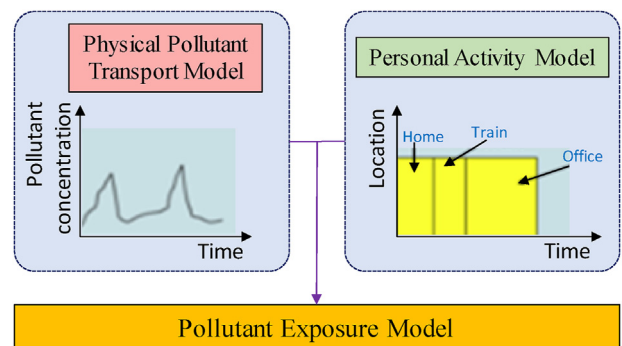 Physical Pollutant
Transport Model
Pollutant
concentration
Time
Personal Activity Model
Location
Home
Train
Office
Time
Pollutant Exposure Model